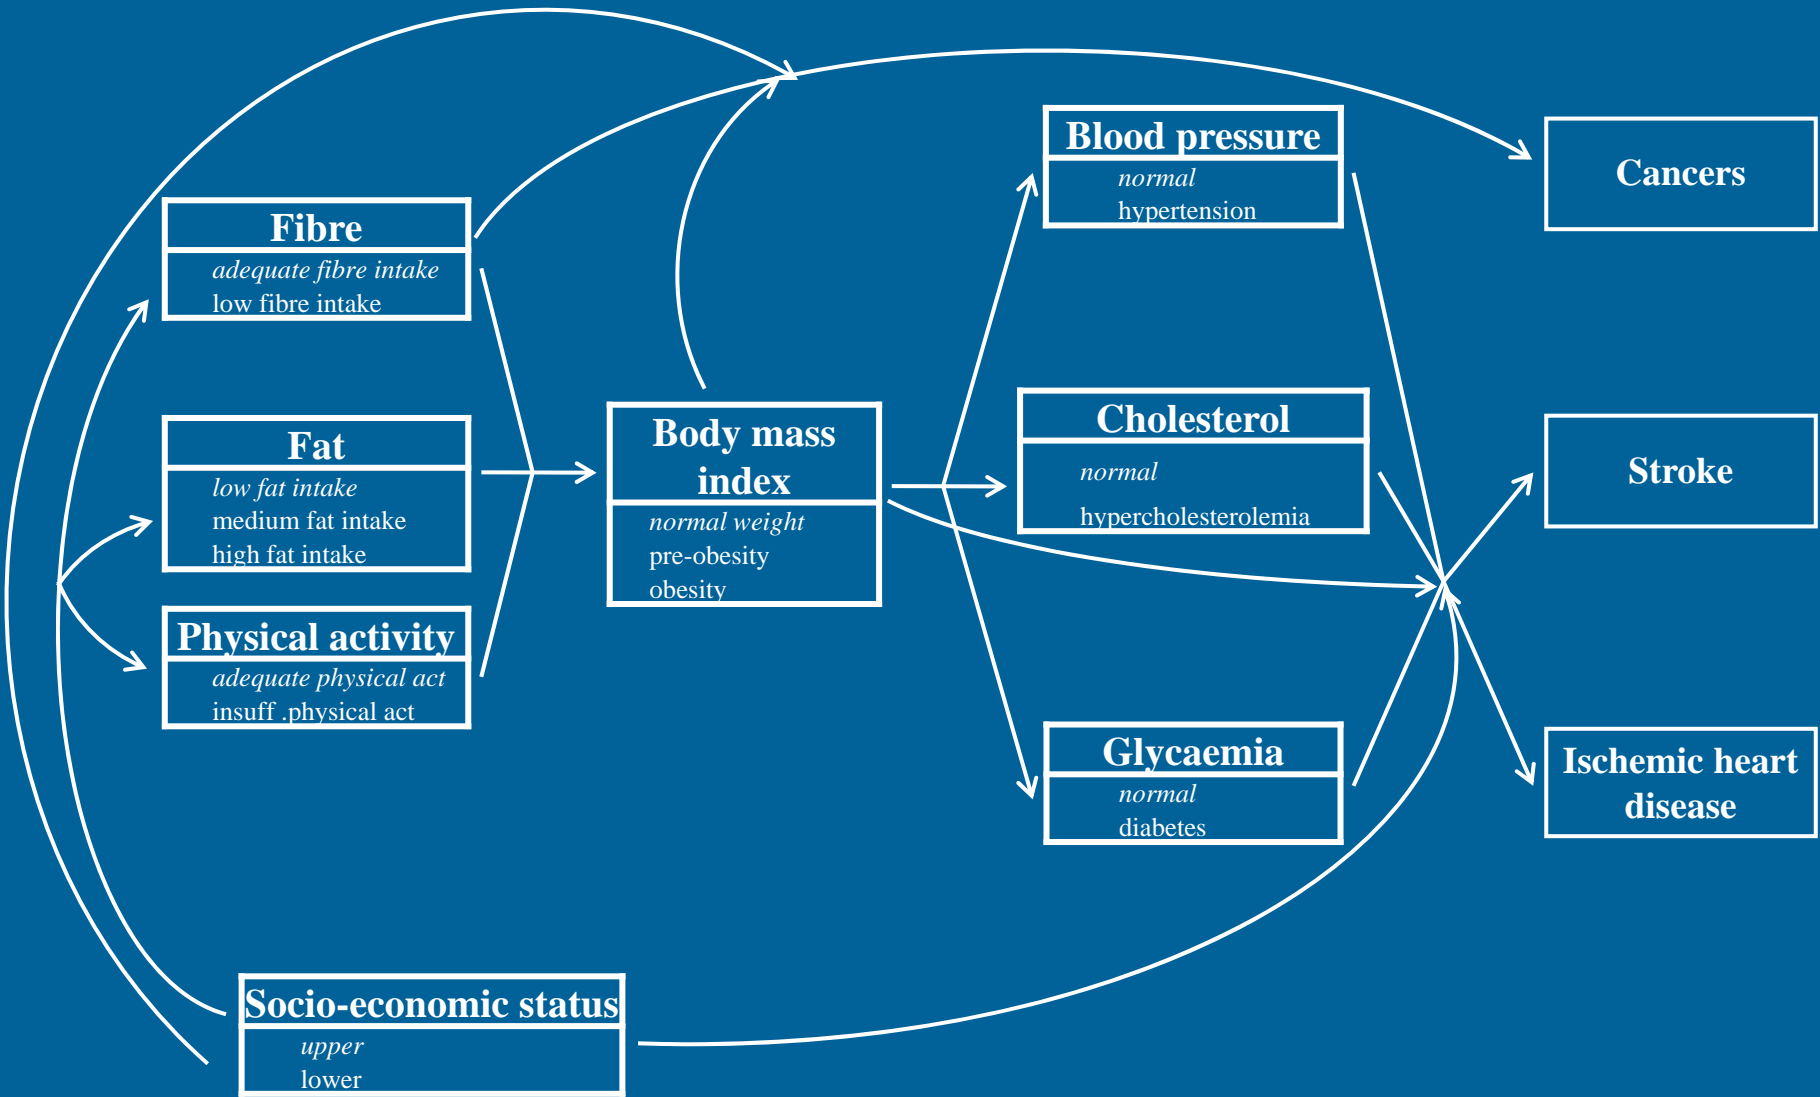 Fibre
adequate fibre intake
low fibre intake
Fat
low fat intake
medium fat intake
high fat intake
Physical activity
adequate physical act
insuff .physical act
Socio-economic status
upper
lower
Body mass
index
normal weight
pre-obesity
obesity
Blood pressure
normal
hypertension
Cholesterol
normal
hypercholesterolemia
Glycaemia
normal
diabetes
Cancers
Stroke
Ischemic heart
disease